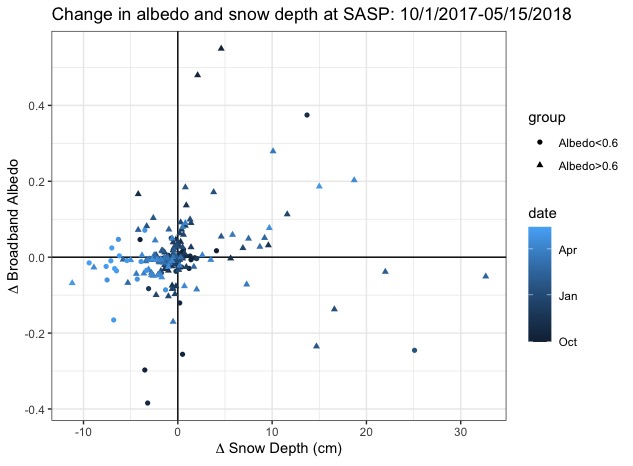 Change in albedo and snow depth at SASP: 10/1/2017-05/15/2018
Δ Broadband Albedo
0.4
0.2
0.0
-0.2
-0.4
-10
0
10
20
30
Δ Snow Depth (cm)
group
Albedo<0.6
Albedo>0.6
date
Apr
Jan
Oct